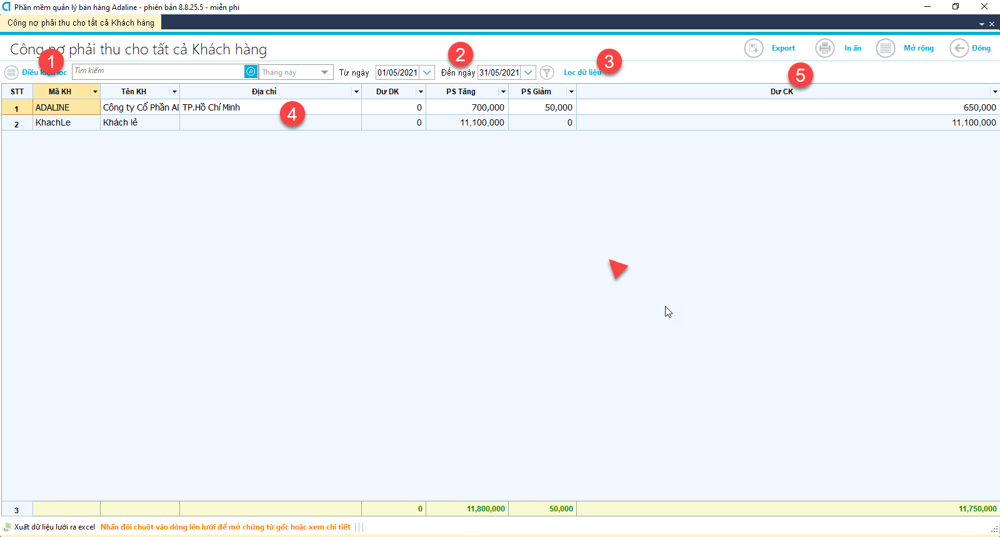 Phần mềm quản lý bán hàng Adaline - phiên bản 8.8.25.5 - miễn phí
Công nợ phải thu cho tất cả Khách hàng
Công nợ phải thu cho tất cả Khách hàng
Export In ấn Mở rộng Đóng
1 2 3 5
Điều kiện lọc Tìm kiếm Tháng này Từ ngày 01/05/2021 Đến ngày 31/05/2021 Lọc dữ liệu
STT Mã KH Tên KH Địa chỉ Dư DK PS Tăng PS Giảm Dư CK
1 ADALINE Công ty Cổ Phần TP.Hồ Chí Minh 0 700,000 50,000 650,000
4
2 KhachLe Khách lẻ 0 11,100,000 0 11,100,000
3 0 11,800,000 50,000 11,750,000
Xuất dữ liệu lưới ra excel Nhấn đôi chuột vào dòng lên lưới để mở chứng từ gốc hoặc xem chi tiết